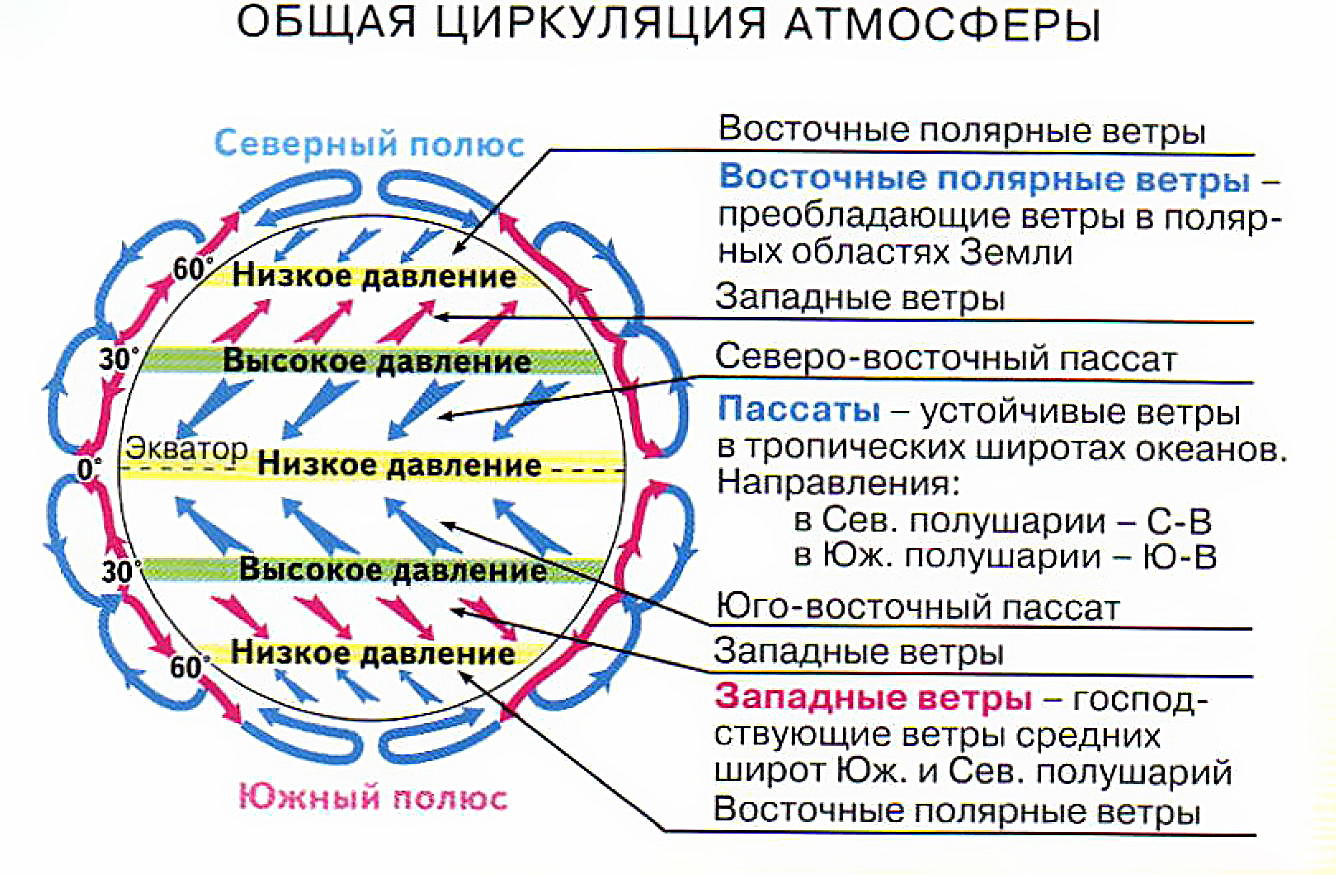 ОБЩАЯ ЦИРКУЛЯЦИЯ АТМОСФЕРЫ
Северный полюс
60°
Низкое давление
30°
Высокое давление
Экватор
0°
Низкое давление
30°
Высокое давление
60°
Низкое давление
Южный полюс
Восточные полярные ветры
Восточные полярные ветры –
преобладающие ветры в поляр-
ных областях Земли
Западные ветры
Северо-восточный пассат
Пассаты – устойчивые ветры
в тропических широтах океанов.
Направления:
в Сев. полушарии – С-В
в Юж. полушарии – Ю-В
Юго-восточный пассат
Западные ветры
Западные ветры – господ-
ствующие ветры средних
широт Юж. и Сев. полушарий
Восточные полярные ветры